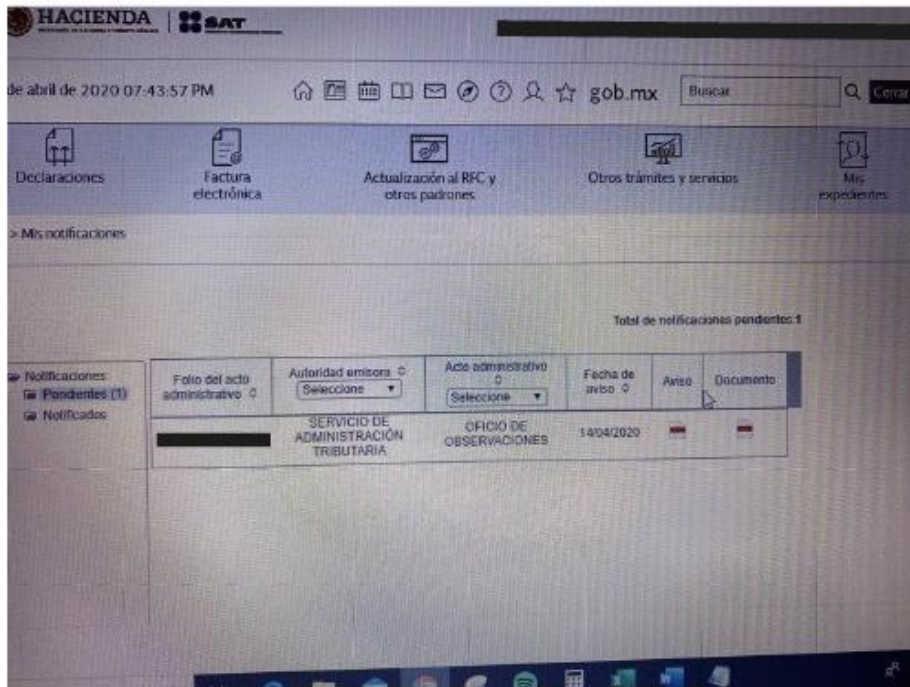 HACIENDA
SAT
de abril de 2020 07:43:57 PM
gob.mx
Buscar
Cerrar
Declaraciones
Factura
electrónica
Actualización al RFC y
otros padrones
Otros trámites y servicios
Mis
expedientes
> Mis notificaciones
Total de notificaciones pendientes:1
Notificaciones
Pendientes (1)
Notificados
Folio del acto
administrativo
Autoridad emisora
Seleccione
Acto administrativo
Seleccione
Fecha de
aviso
Aviso
Documento
SERVICIO DE
ADMINISTRACIÓN
TRIBUTARIA
OFICIO DE
OBSERVACIONES
14/04/2020